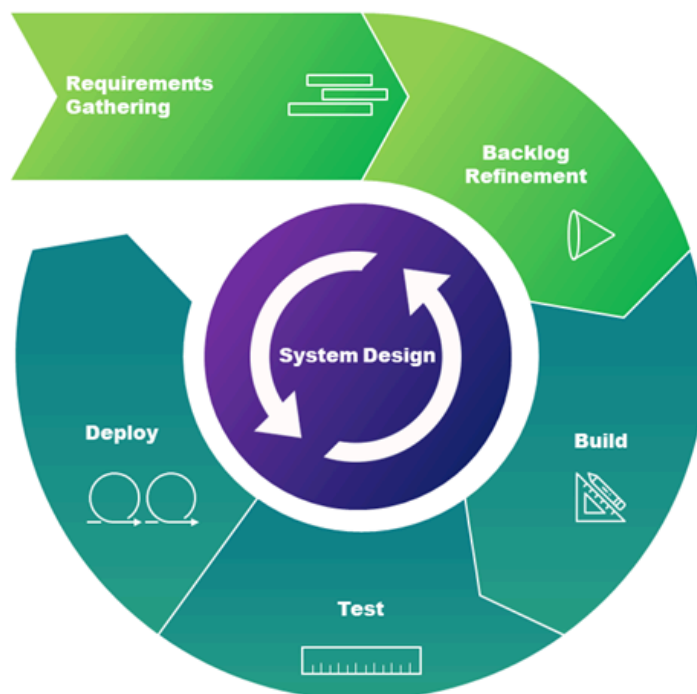 Requirements
Gathering
Backlog
Refinement
System Design
Deploy
Build
Test